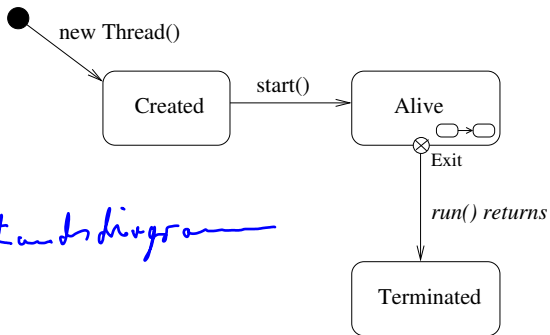 new Thread()
start()
Created
Alive
Exit
run() returns
Terminated